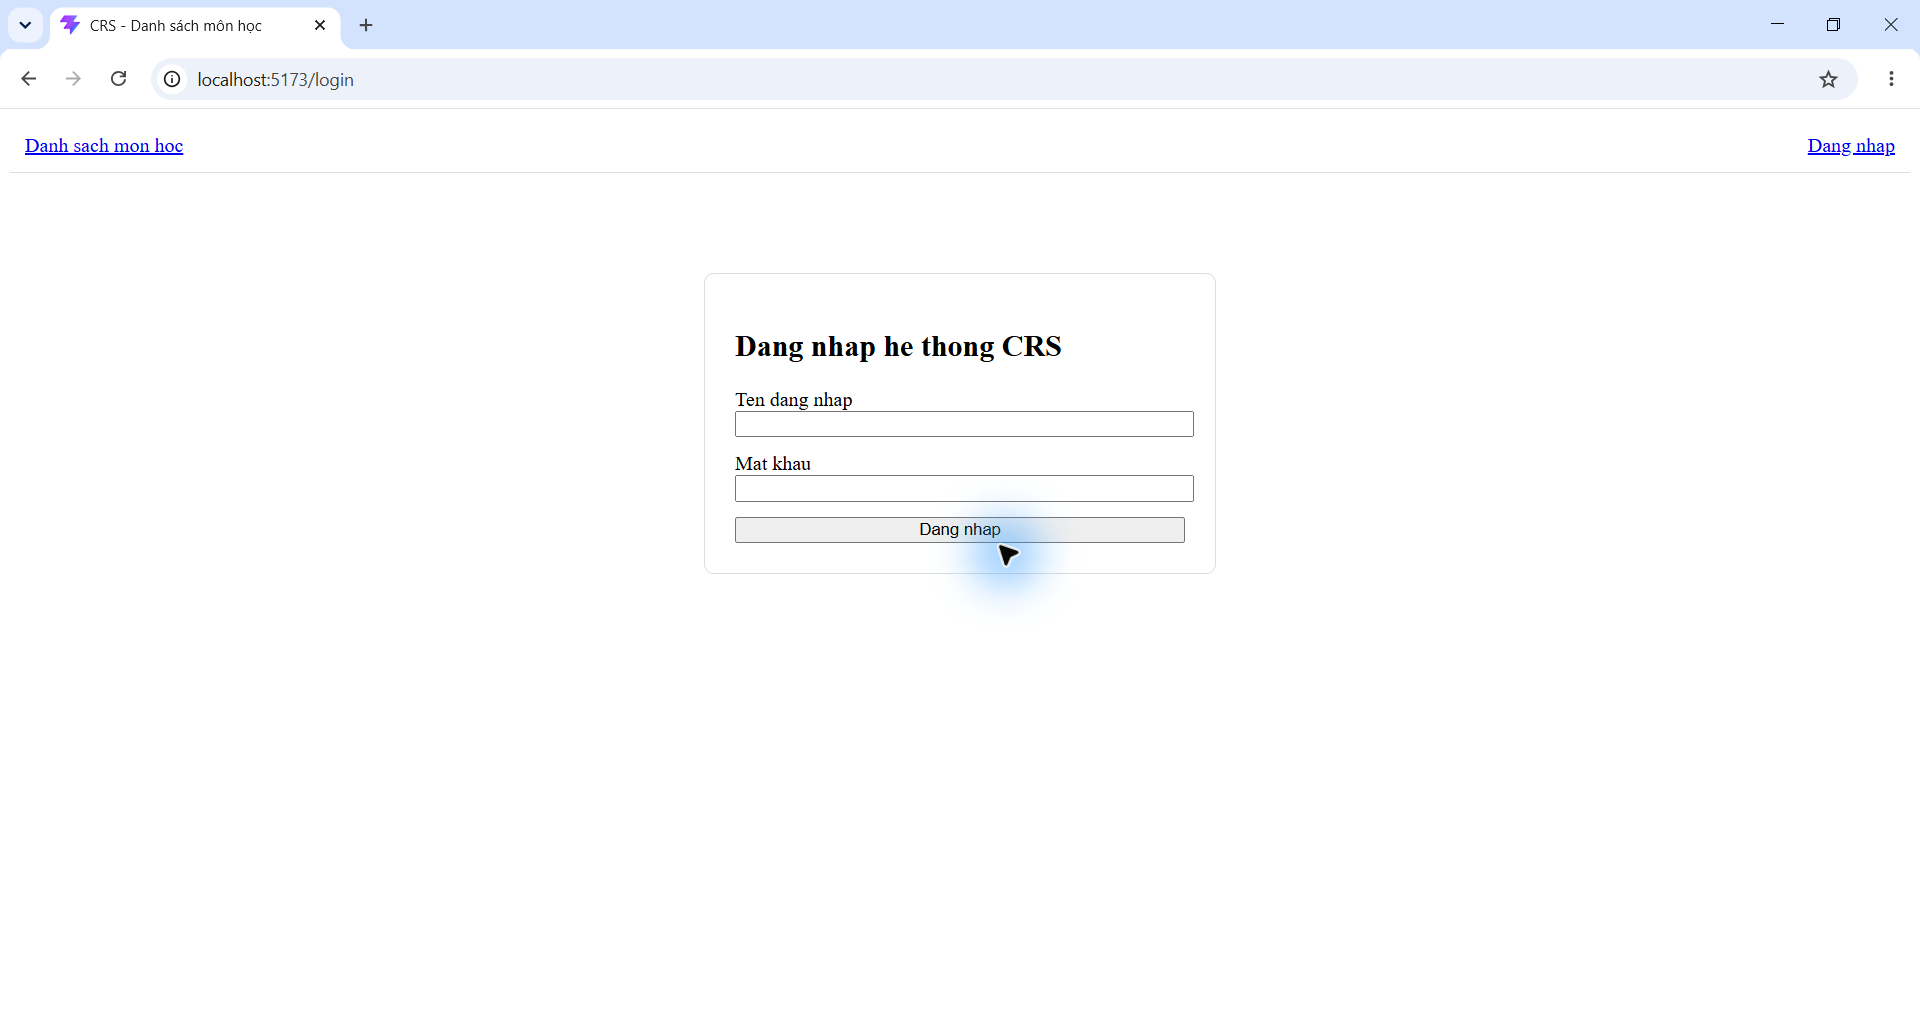 CRS - Danh sách môn học
localhost:5173/login
Danh sach mon hoc
Dang nhap
Dang nhap he thong CRS
Ten dang nhap
Mat khau
Dang nhap